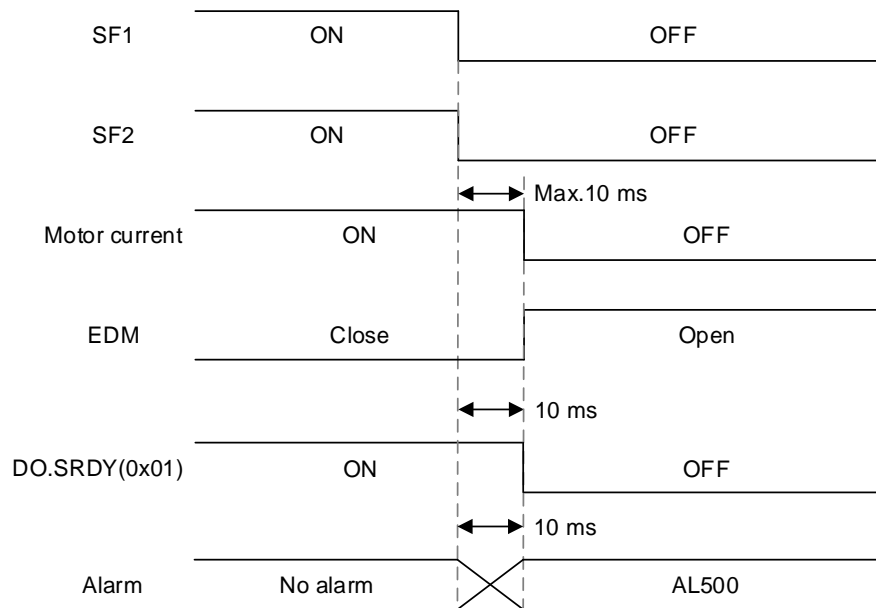 SF1 ON OFF
SF2 ON OFF
Max.10 ms
Motor current ON OFF
EDM Close Open
10 ms
DO.SRDY(0x01) ON OFF
10 ms
Alarm No alarm AL500